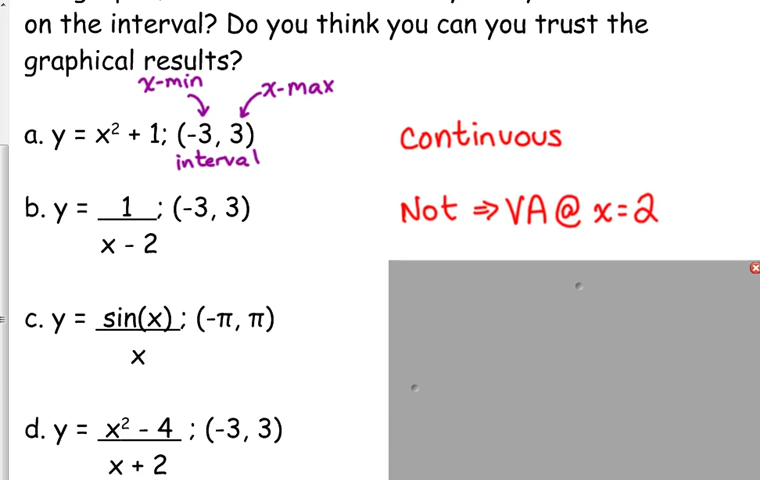 on the interval? Do you think you can you trust the
graphical results?
x-min
x-max
a. y = x² + 1; (-3, 3)
continuous
interval
b. y = 1 ; (-3, 3)
x - 2
Not ⇒ VA @ x=2
c. y = sin(x) ; (-π, π)
x
d. y = x² - 4 ; (-3, 3)
x + 2